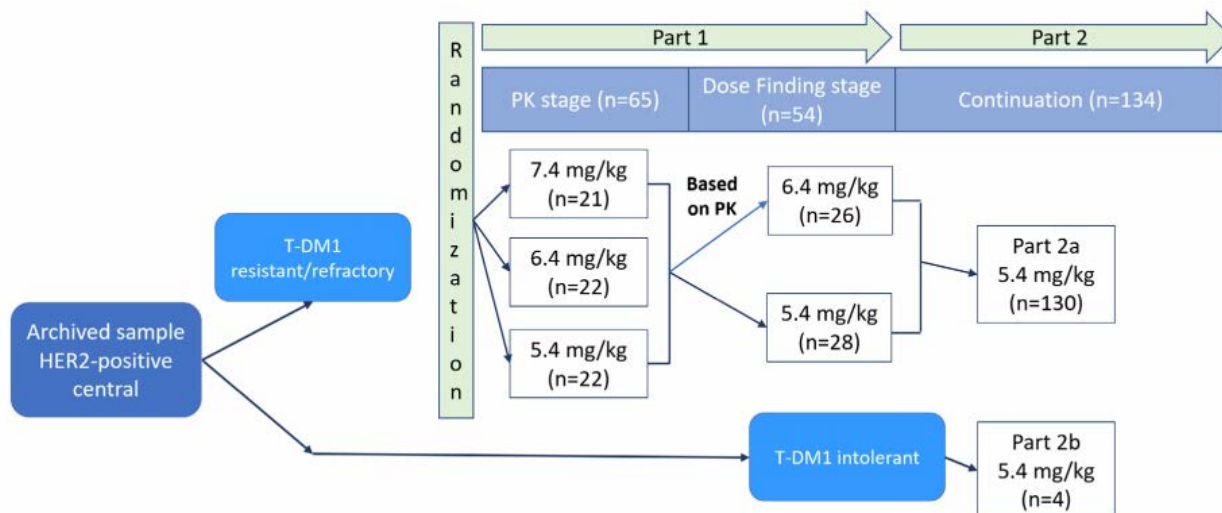 Part 1
Part 2
Randomization
PK stage (n=65)
Dose Finding stage
(n=54)
Continuation (n=134)
7.4 mg/kg
(n=21)
Based
on PK
6.4 mg/kg
(n=26)
T-DM1
resistant/refractory
6.4 mg/kg
(n=22)
Part 2a
5.4 mg/kg
(n=130)
Archived sample
HER2-positive
central
5.4 mg/kg
(n=22)
5.4 mg/kg
(n=28)
T-DM1 intolerant
Part 2b
5.4 mg/kg
(n=4)